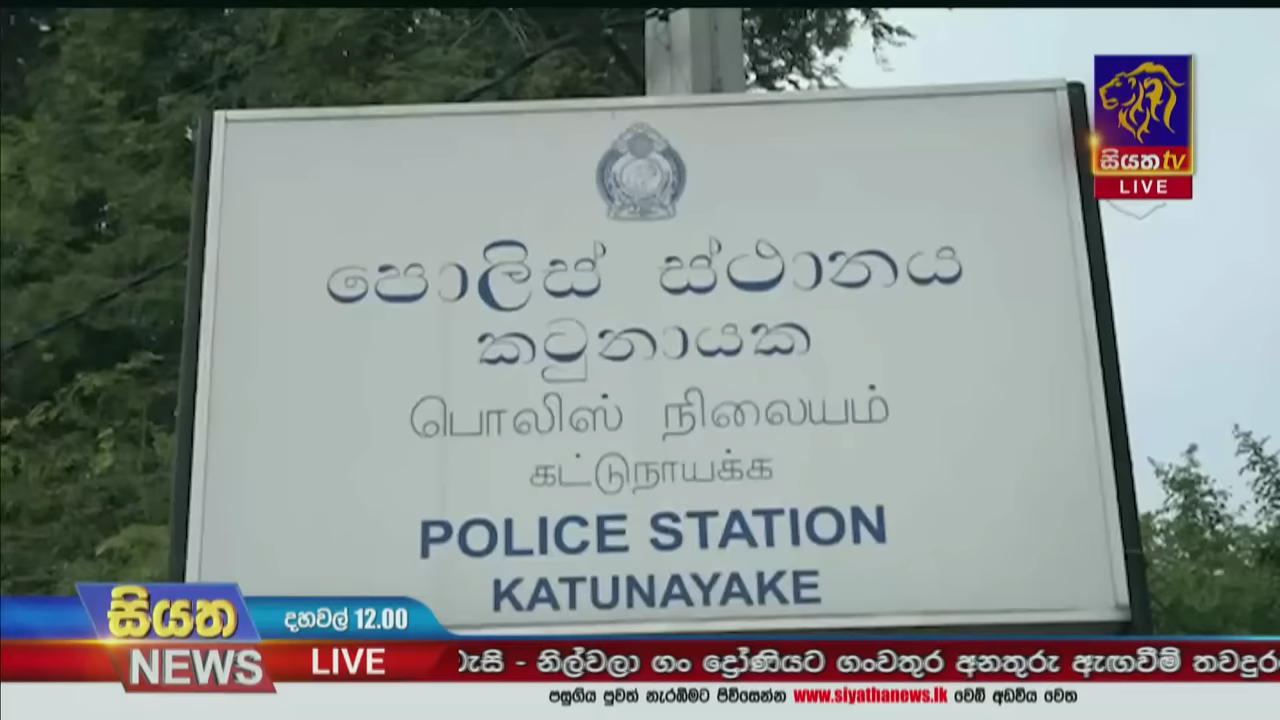 සියත tv
LIVE
පොලිස් ස්ථානය
කටුනායක
பொலிஸ் நிலையம்
கட்டுநாயக்க
POLICE STATION
KATUNAYAKE
සියත
දහවල් 12.00
NEWS
LIVE
- නිල්වලා ගං ද්‍රෝණියට ගංවතුර අනතුරු ඇඟවීම් තවදුර
පසුගිය පුවත් නැරඹීමට පිවිසෙන්න www.siyathanews.lk වෙබ් අඩවිය වෙත